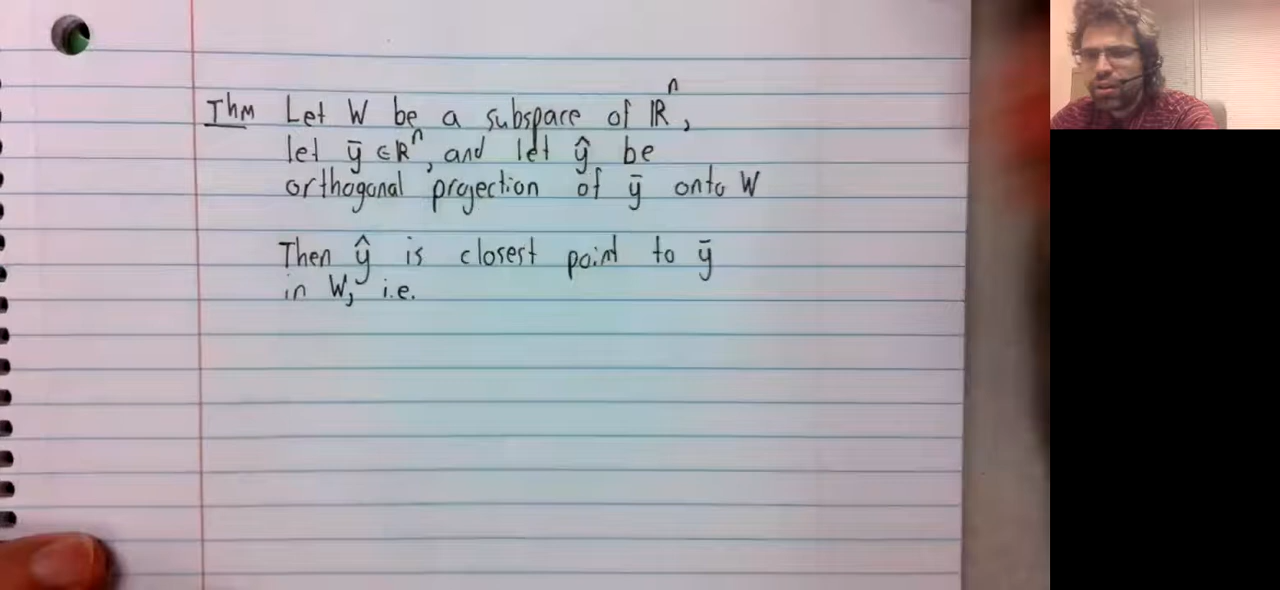 Thm Let W be a subspace of ℝⁿ,
let ȳ ∈ ℝⁿ, and let ŷ be
orthogonal projection of ȳ onto W
Then ŷ is closest point to ȳ
in W, i.e.